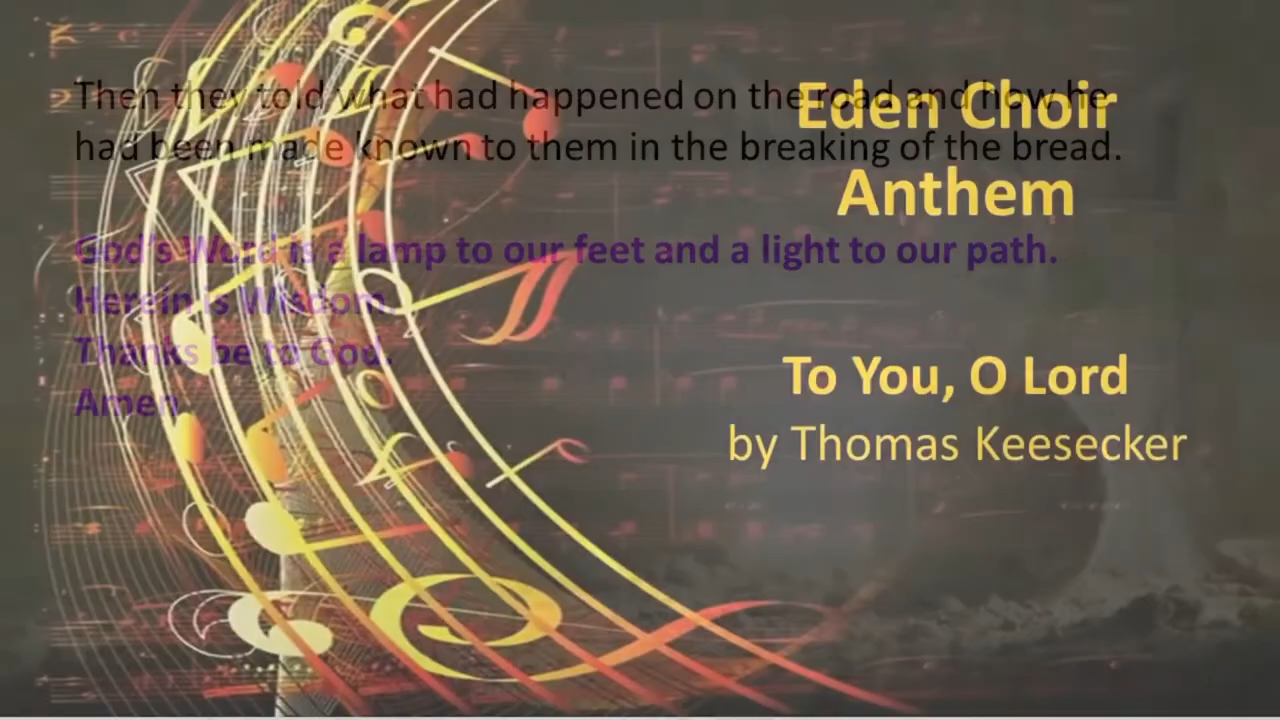 Then they told what had happened on the road and how he
had been made known to them in the breaking of the bread.
God's Word is a lamp to our feet and a light to our path.
Herein is Wisdom.
Thanks be to God.
Amen.
Eden Choir
Anthem
To You, O Lord
by Thomas Keesecker